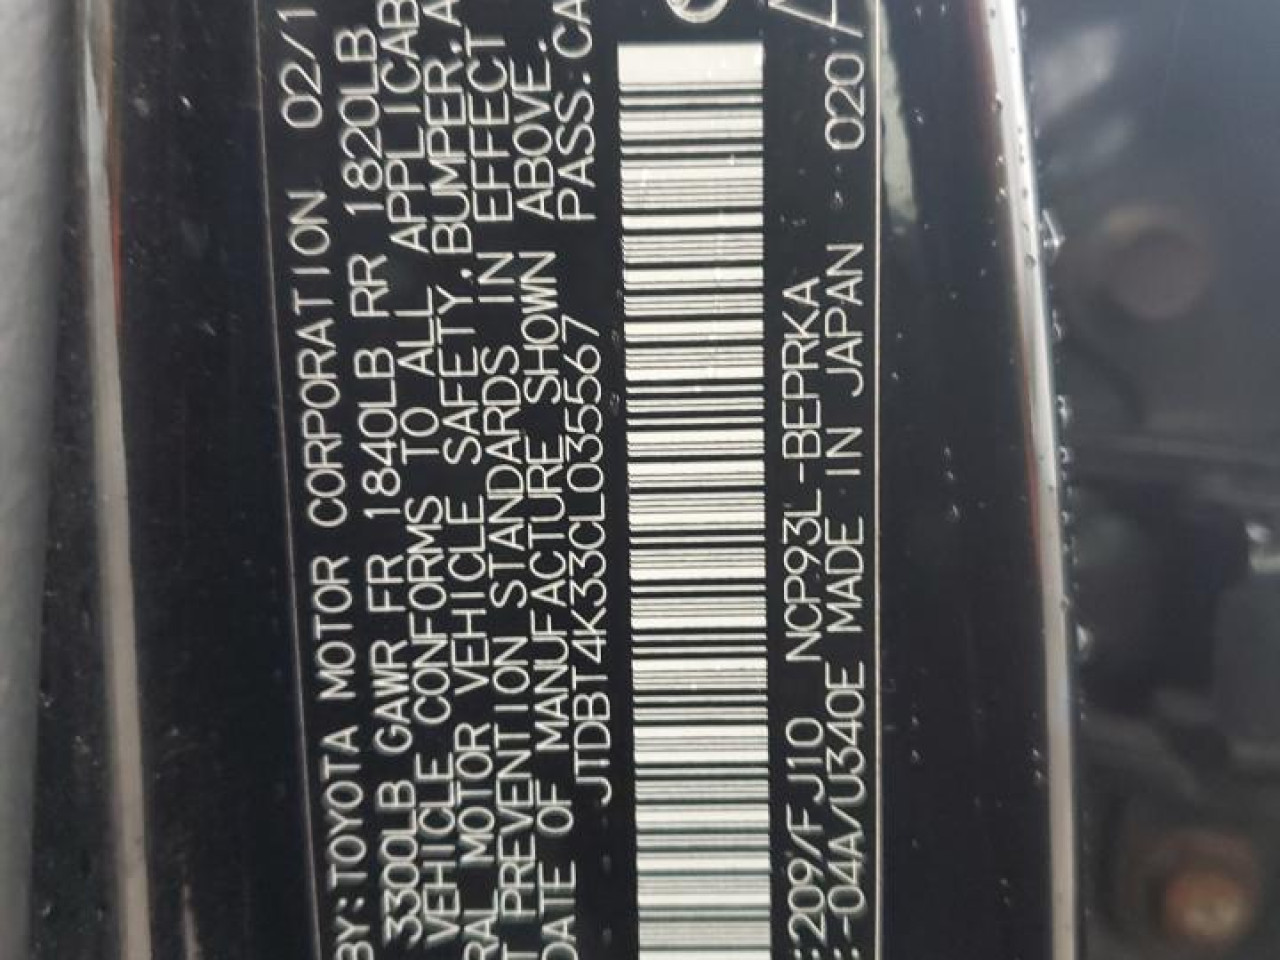 BY: TOYOTA MOTOR CORPORATION 02/1
3300LB GAWR FR 1840LB RR 1820LB
VEHICLE CONFORMS TO ALL APPLICAB
RAL MOTOR VEHICLE SAFETY, BUMPER, A
T PREVENTION STANDARDS IN EFFECT
DATE OF MANUFACTURE SHOWN ABOVE.
JTDBT4K33CL035567 PASS. CA
:209/FJ10 NCP93L-BEPRKA
:-04A/U340E MADE IN JAPAN 020